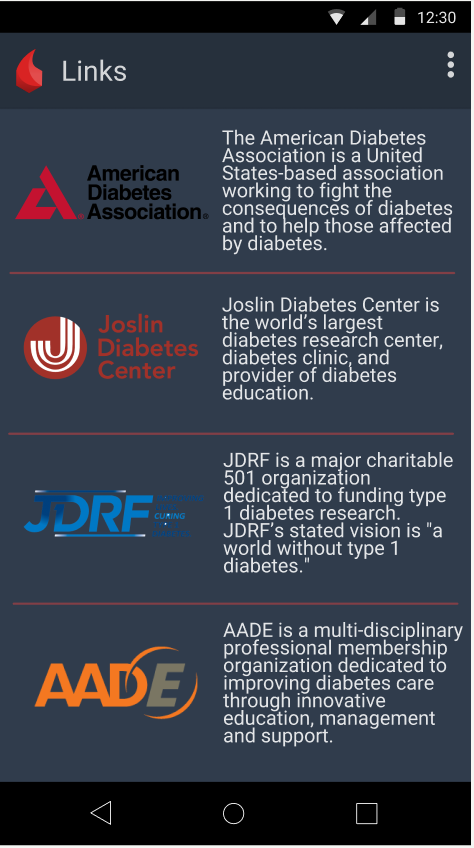 12:30
Links
American
Diabetes
Association®
The American Diabetes
Association is a United
States-based association
working to fight the
consequences of diabetes
and to help those affected
by diabetes.
Joslin
Diabetes
Center
Joslin Diabetes Center is
the world's largest
diabetes research center,
diabetes clinic, and
provider of diabetes
education.
JDRF
CURING
JDRF is a major charitable
501 organization
dedicated to funding type
1 diabetes research.
JDRF's stated vision is "a
world without type 1
diabetes."
AADE
AADE is a multi-disciplinary
professional membership
organization dedicated to
improving diabetes care
through innovative
education, management
and support.